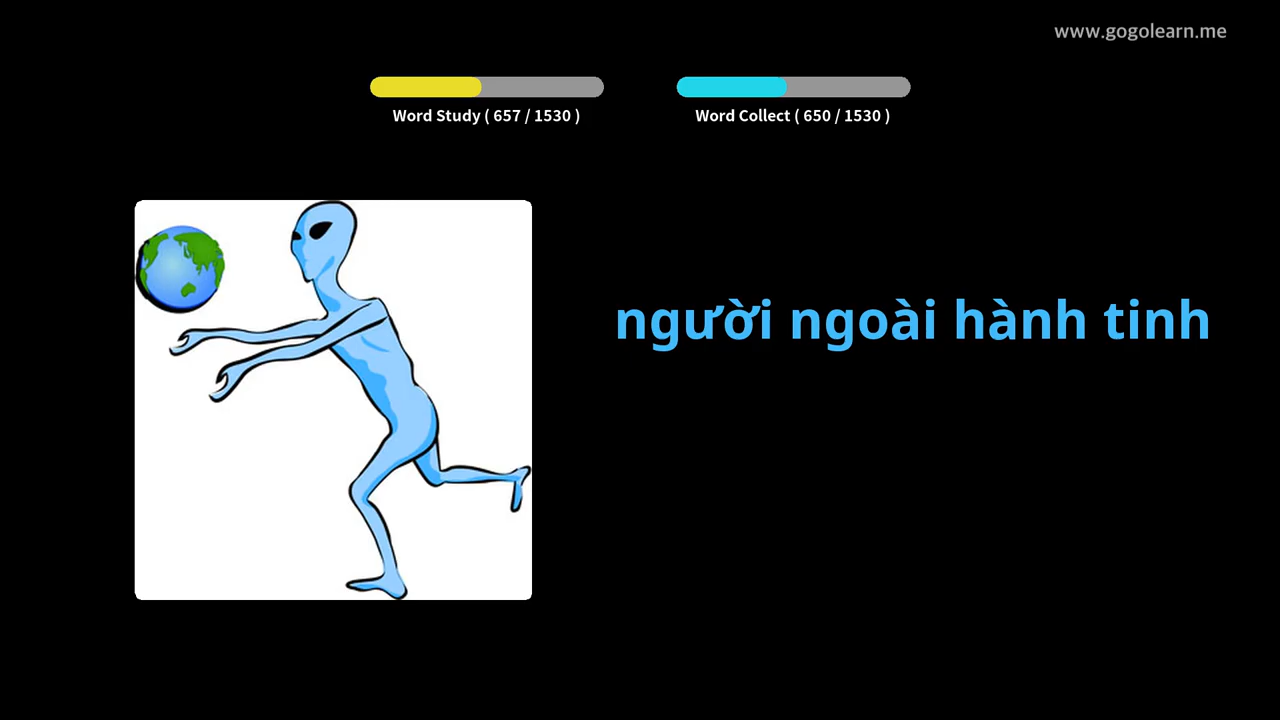 www.gogolearn.me
Word Study ( 657 / 1530 )
Word Collect ( 650 / 1530 )
người ngoài hành tinh